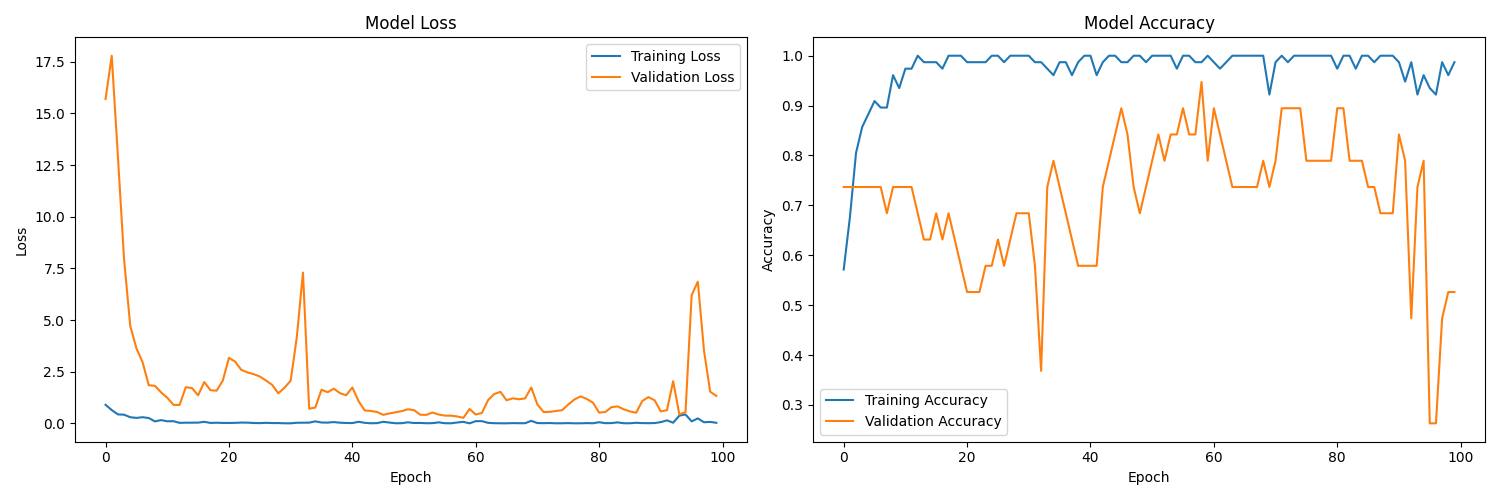 Model Loss
Training Loss
Validation Loss
17.5
15.0
12.5
10.0
7.5
5.0
2.5
0.0
Loss
0 20 40 60 80 100
Epoch
Model Accuracy
1.0
0.9
0.8
0.7
0.6
0.5
0.4
0.3
Accuracy
Training Accuracy
Validation Accuracy
0 20 40 60 80 100
Epoch